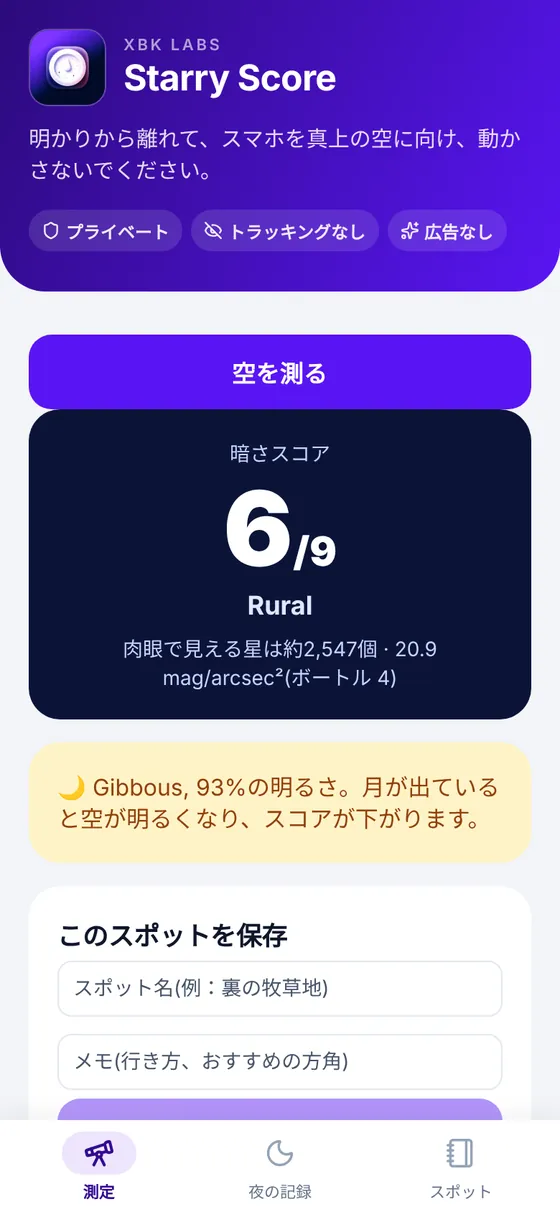 XBK LABS
Starry Score
明かりから離れて、スマホを真上の空に向け、動か
さないでください。
プライベート
トラッキングなし
広告なし
空を測る
暗さスコア
6/9
Rural
肉眼で見える星は約2,547個 · 20.9
mag/arcsec²(ボートル 4)
🌙 Gibbous, 93%の明るさ。月が出ている
と空が明るくなり、スコアが下がります。
このスポットを保存
スポット名(例：裏の牧草地)
メモ(行き方、おすすめの方角)
測定
夜の記録
スポット